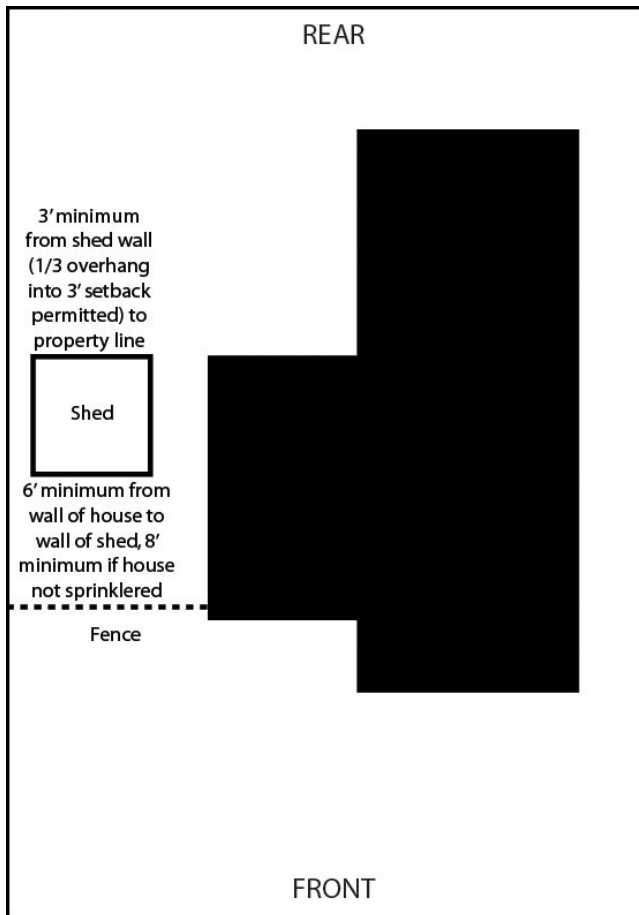 REAR
3’ minimum
from shed wall
(1/3 overhang
into 3’ setback
permitted) to
property line
Shed
6’ minimum from
wall of house to
wall of shed, 8’
minimum if house
not sprinklered
Fence
FRONT